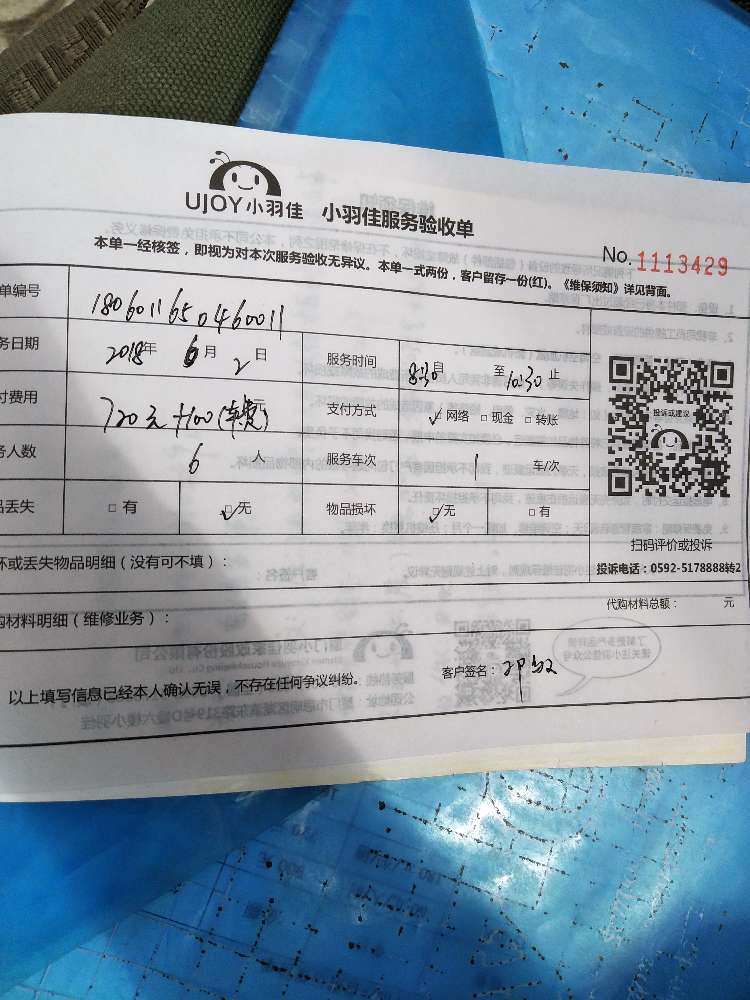 UJOY小羽佳 小羽佳服务验收单
本单一经核签，即视为对本次服务验收无异议。本单一式两份，客户留存一份(红)。《维保须知》详见背面。
No. 1113429
单编号 1806011650460011
务日期 2018年 6月 2日 服务时间 8:30自 至 10:30止
付费用 720元+100(车费)元 支付方式 ☑网络 □现金 □转账
务人数 6 人 服务车次 1 车/次
品丢失 □有 ☑无 物品损坏 ☑无 □有
投诉或建议
扫码评价或投诉
投诉电话：0592-5178888转2
坏或丢失物品明细（没有可不填）：
购材料明细（维修业务）：
代购材料总额： 元
以上填写信息已经本人确认无误，不存在任何争议纠纷。
客户签名：